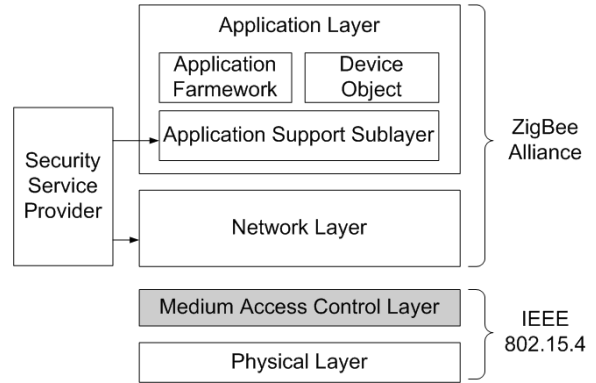 Application Layer
Application
Farmework
Device
Object
Application Support Sublayer
Security
Service
Provider
ZigBee
Alliance
Network Layer
Medium Access Control Layer
IEEE
802.15.4
Physical Layer